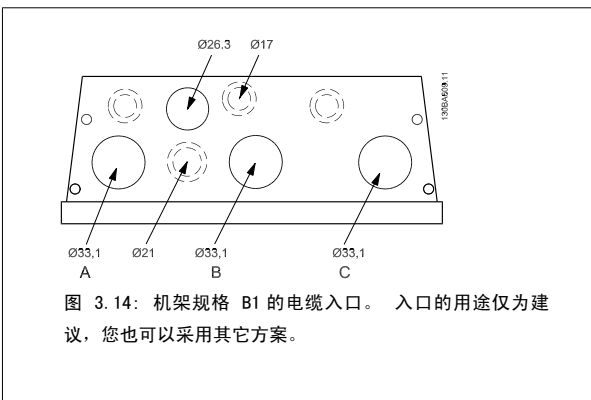 Ø26.3 Ø17
130BA609.11
Ø33,1 Ø21 Ø33,1 Ø33,1
A B C
图 3.14: 机架规格 B1 的电缆入口。 入口的用途仅为建
议，您也可以采用其它方案。